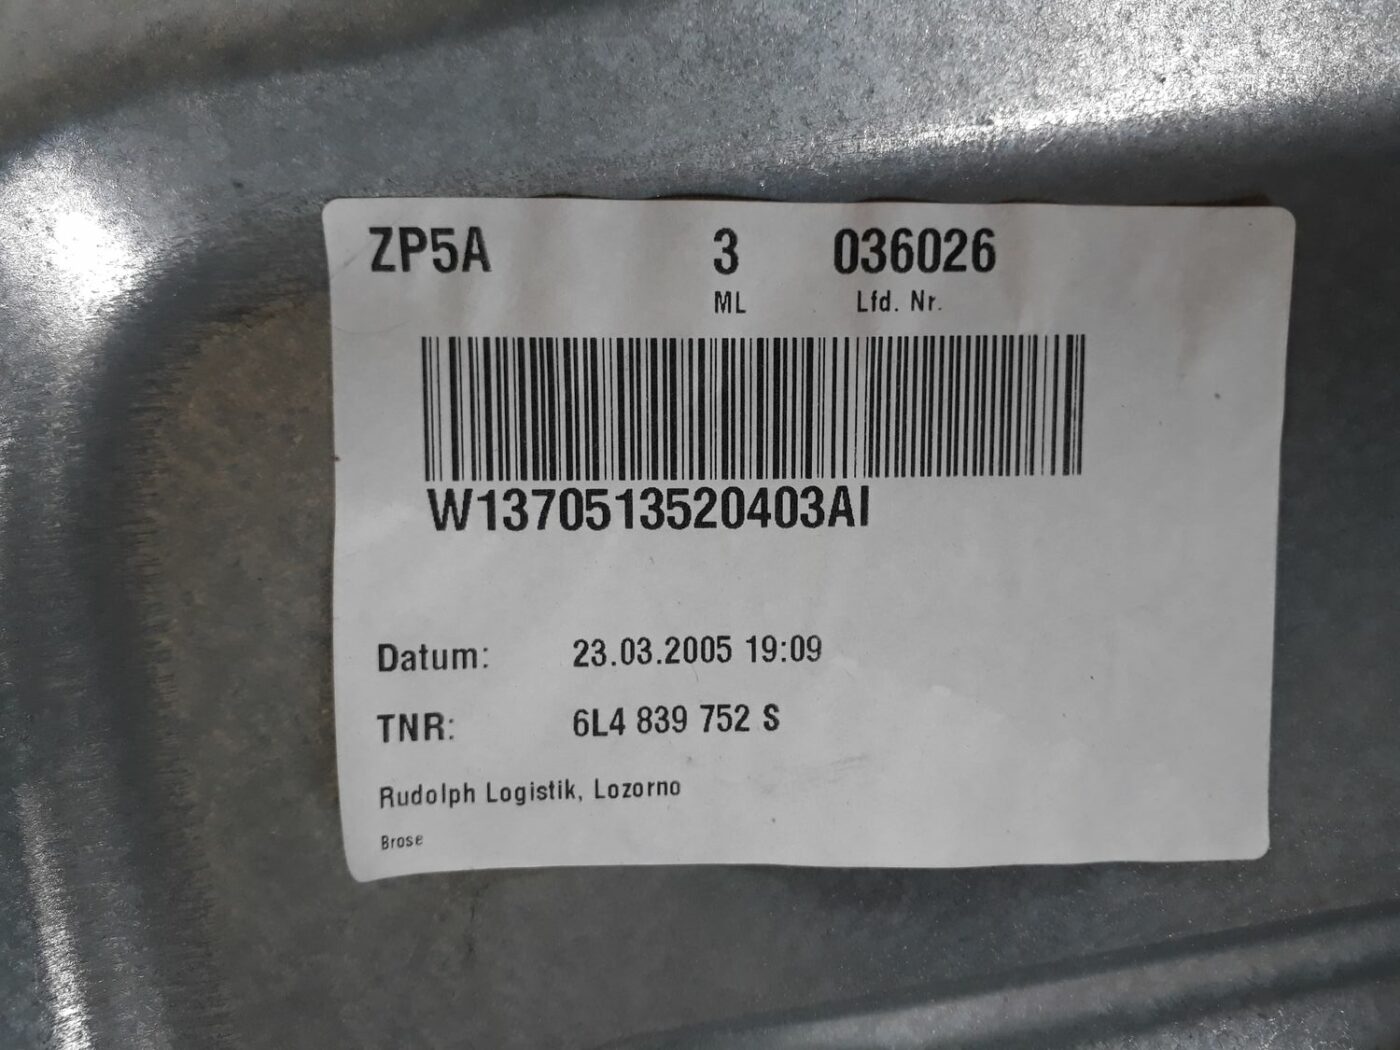 ZP5A 3 036026
ML Lfd. Nr.
W1370513520403AI
Datum: 23.03.2005 19:09
TNR: 6L4 839 752 S
Rudolph Logistik, Lozorno
Brose